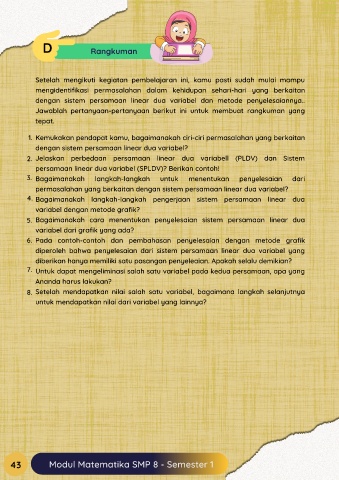 D
Rangkuman
Setelah mengikuti kegiatan pembelajaran ini, kamu pasti sudah mulai mampu
mengidentifikasi permasalahan dalam kehidupan sehari-hari yang berkaitan
dengan sistem persamaan linear dua variabel dan metode penyelesaiannya..
Jawablah pertanyaan-pertanyaan berikut ini untuk membuat rangkuman yang
tepat.
1. Kemukakan pendapat kamu, bagaimanakah ciri-ciri permasalahan yang berkaitan
dengan sistem persamaan linear dua variabel?
2. Jelaskan perbedaan persamaan linear dua variabell (PLDV) dan Sistem
persamaan linear dua variabel (SPLDV)? Berikan contoh!
3. Bagaimanakah langkah-langkah untuk menentukan penyelesaian dari
permasalahan yang berkaitan dengan sistem persamaan linear dua variabel?
4. Bagaimanakah langkah-langkah pengerjaan sistem persamaan linear dua
variabel dengan metode grafik?
5. Bagaimanakah cara menentukan penyelesaian sistem persamaan linear dua
variabel dari grafik yang ada?
6. Pada contoh-contoh dan pembahasan penyelesaian dengan metode grafik
diperoleh bahwa penyelesaian dari sistem persamaan linear dua variabel yang
diberikan hanya memiliki satu pasangan penyeleaian. Apakah selalu demikian?
7. Untuk dapat mengeliminasi salah satu variabel pada kedua persamaan, apa yang
Ananda harus lakukan?
8. Setelah mendapatkan nilai salah satu variabel, bagaimana langkah selanjutnya
untuk mendapatkan nilai dari variabel yang lainnya?
43 Modul Matematika SMP 8 - Semester 1